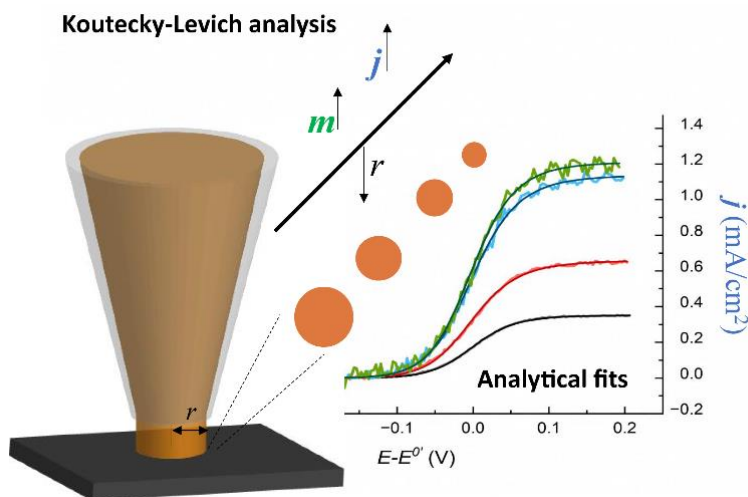 Koutecky-Levich analysis
j
m
r
r
Analytical fits
1.4
1.2
1.0
0.8
0.6
0.4
0.2
0.0
−0.2
j (mA/cm²)
−0.1 0.0 0.1 0.2
E-E⁰' (V)